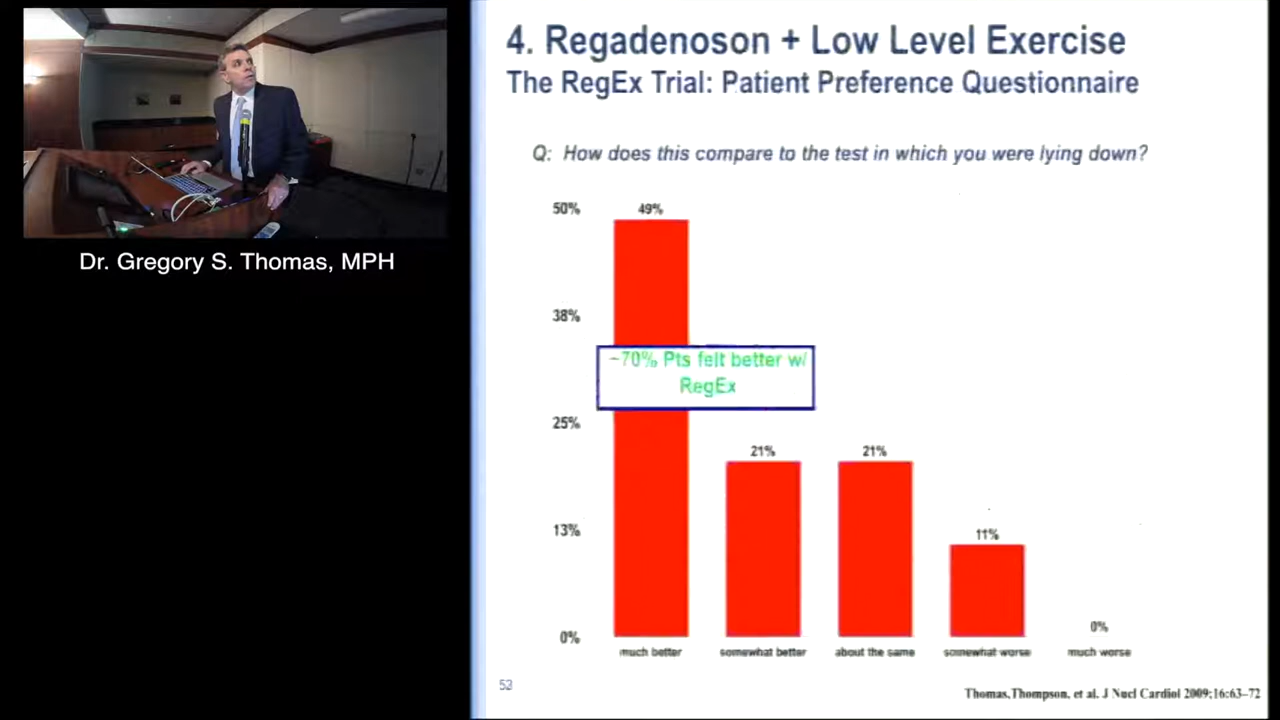 4. Regadenoson + Low Level Exercise
The RegEx Trial: Patient Preference Questionnaire
Q: How does this compare to the test in which you were lying down?
50%
38%
25%
13%
0%
49%
21%
21%
11%
0%
~70% Pts felt better w/
RegEx
much better
somewhat better
about the same
somewhat worse
much worse
53
Thomas,Thompson, et al. J Nucl Cardiol 2009;16:63–72
Dr. Gregory S. Thomas, MPH